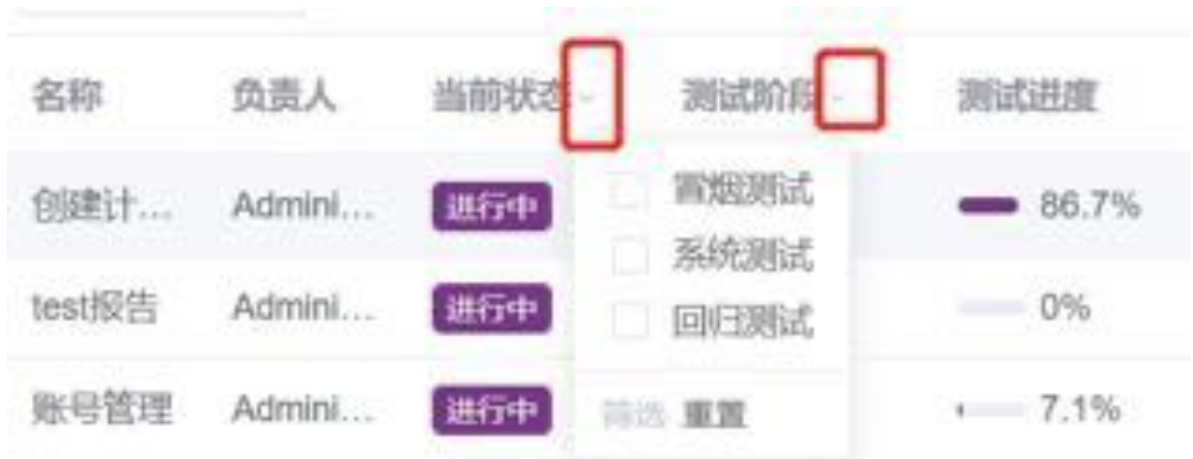 名称 负责人 当前状态 测试阶段 测试进度
创建计... Admini... 进行中 冒烟测试 86.7%
系统测试
test报告 Admini... 进行中 回归测试 0%
账号管理 Admini... 进行中 筛选 重置 7.1%